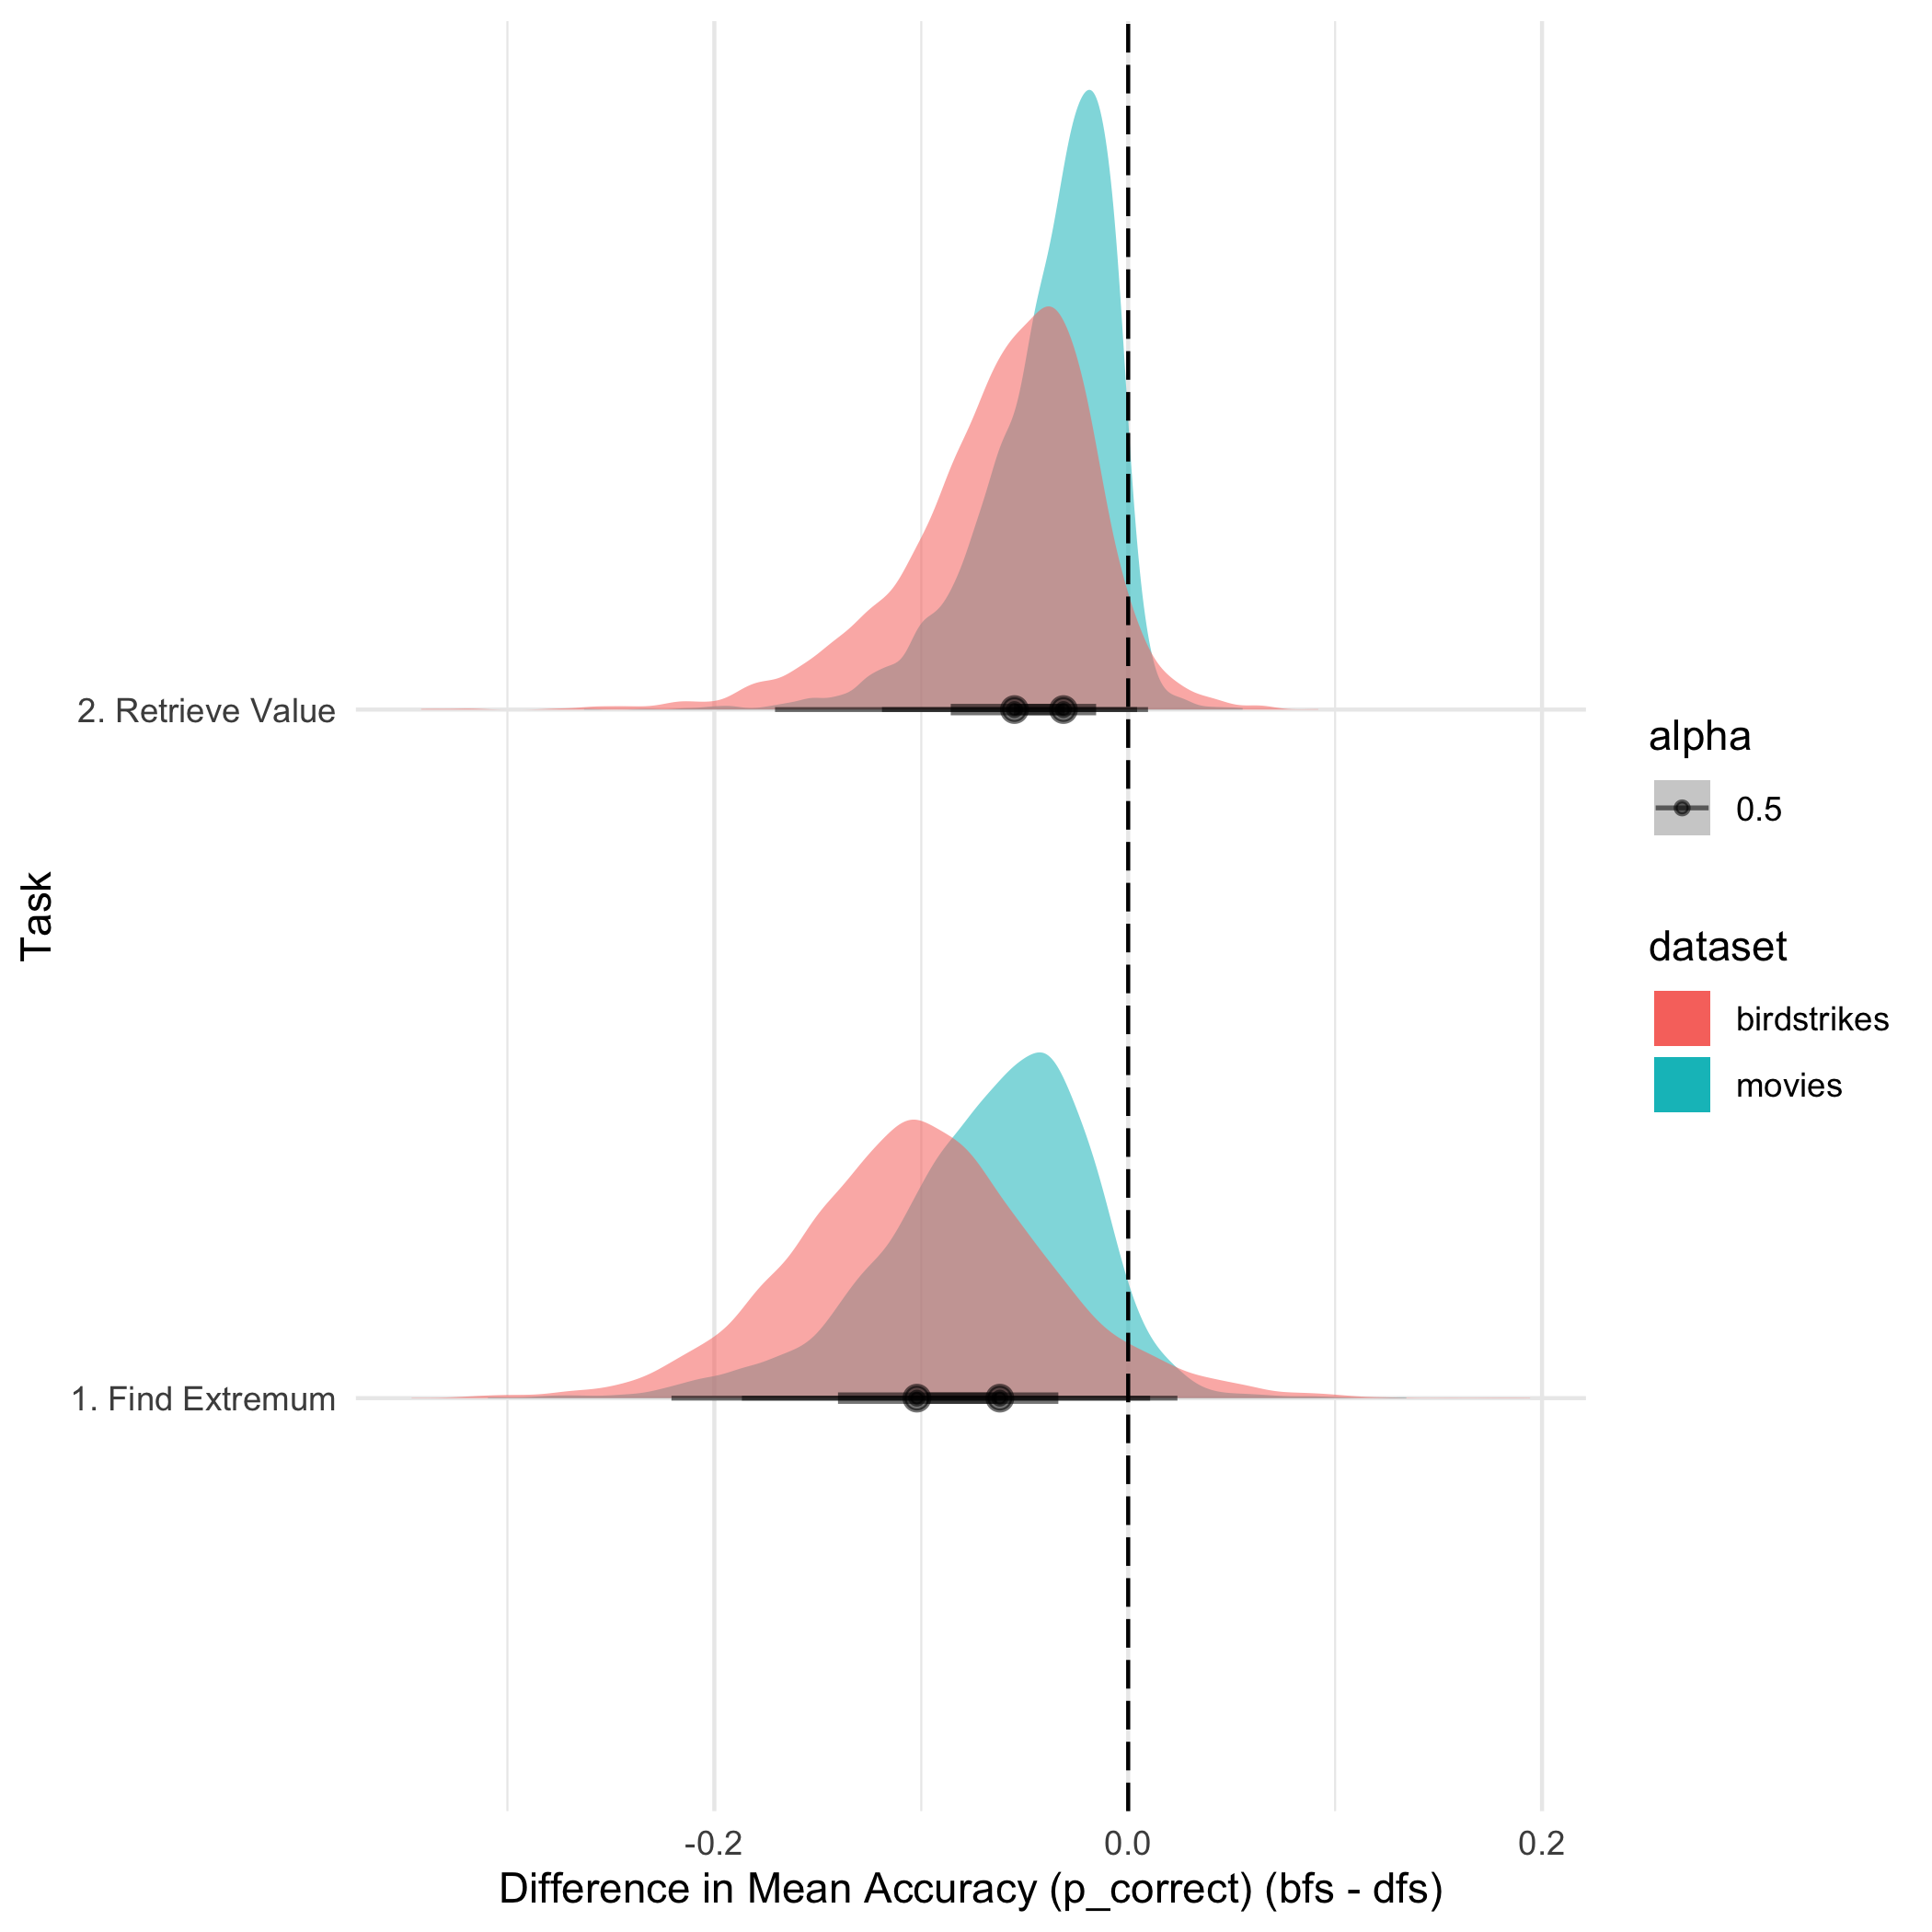 2. Retrieve Value
1. Find Extremum
Task
-0.2
0.0
0.2
Difference in Mean Accuracy (p_correct) (bfs - dfs)
alpha
0.5
dataset
birdstrikes
movies